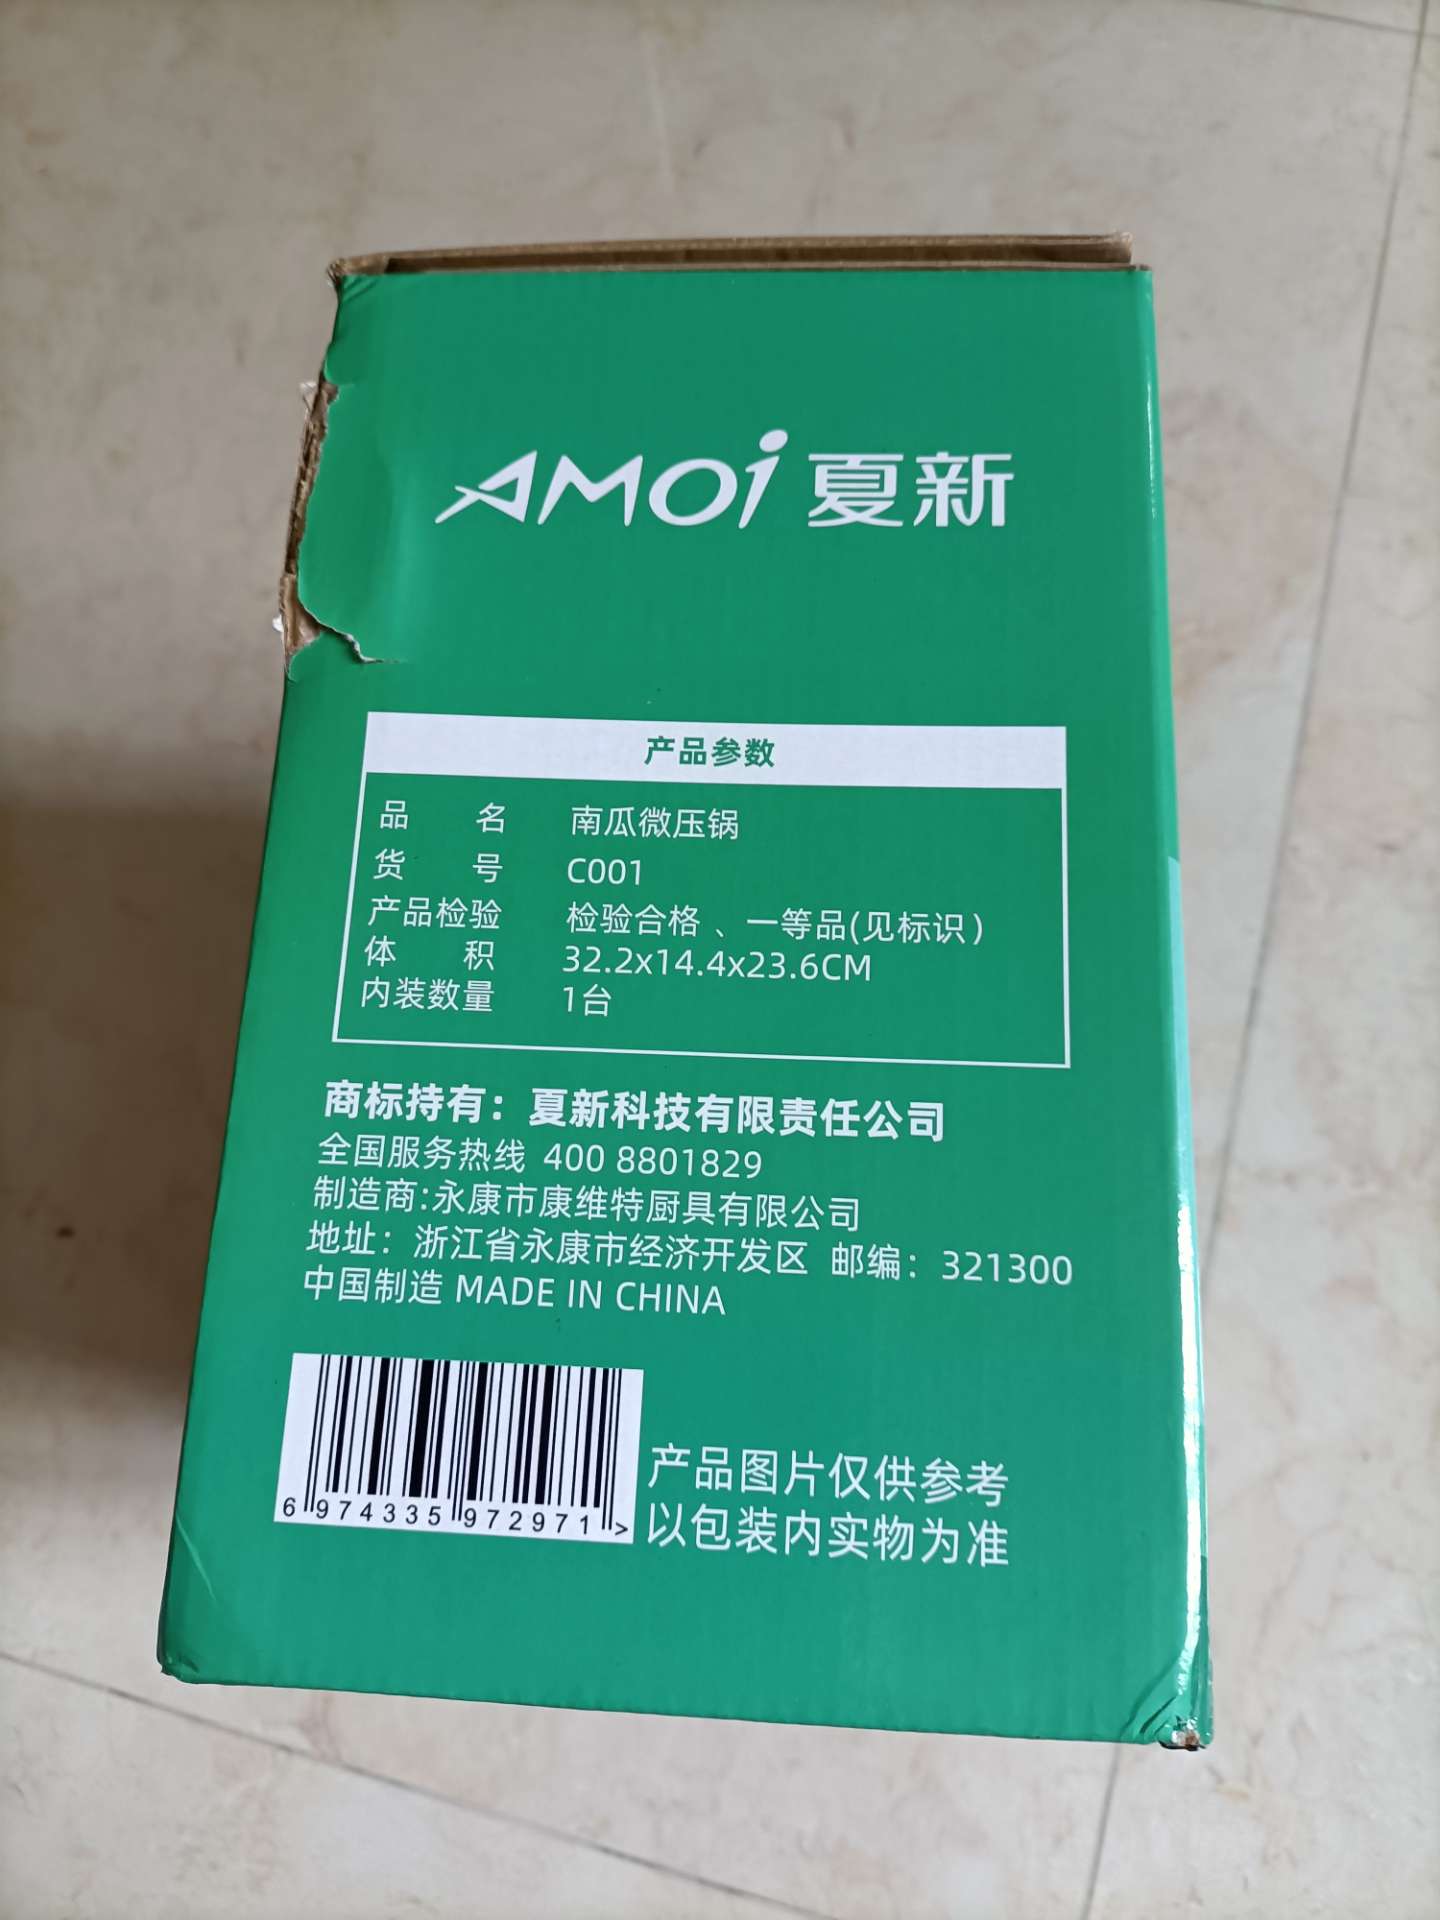 AMOi 夏新
产品参数
品 名 南瓜微压锅
货 号 C001
产品检验 检验合格 、一等品(见标识）
体 积 32.2x14.4x23.6CM
内装数量 1台
商标持有：夏新科技有限责任公司
全国服务热线 400 8801829
制造商:永康市康维特厨具有限公司
地址：浙江省永康市经济开发区 邮编：321300
中国制造 MADE IN CHINA
6 974335 972971 >
产品图片仅供参考
以包装内实物为准